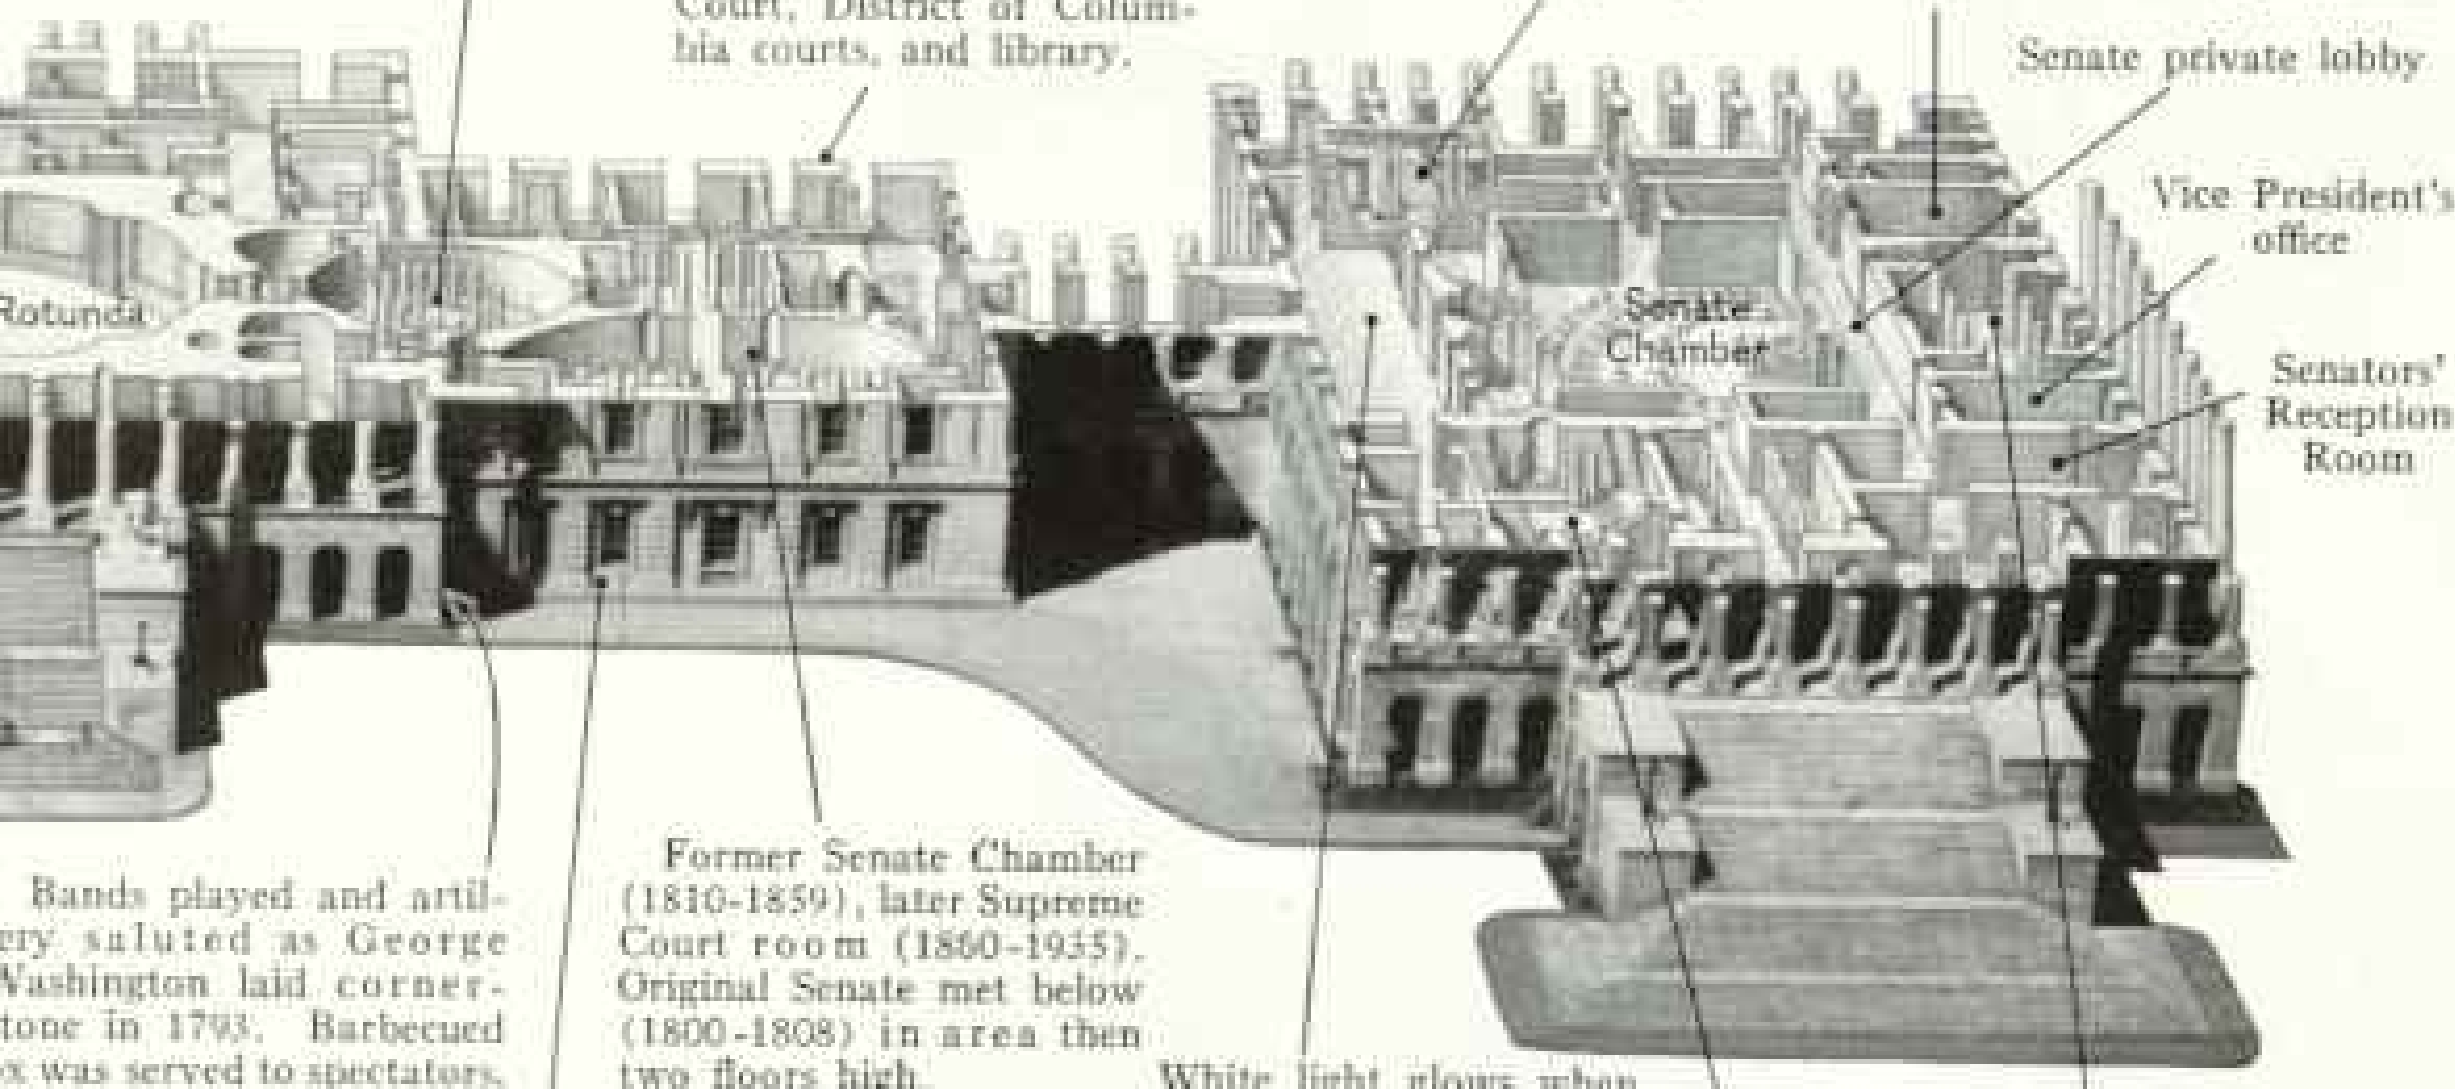 Court, District of Colum-
bia courts, and library.
Senate private lobby
Vice President's
office
Senators'
Reception
Room
Rotunda
Senate
Chamber
Former Senate Chamber
(1810-1859), later Supreme
Court room (1860-1935).
Original Senate met below
(1800-1808) in area then
two floors high.
Bands played and artil-
ery saluted as George
Washington laid corner-
tone in 1793. Barbecued
ox was served to spectators.
White light glows when